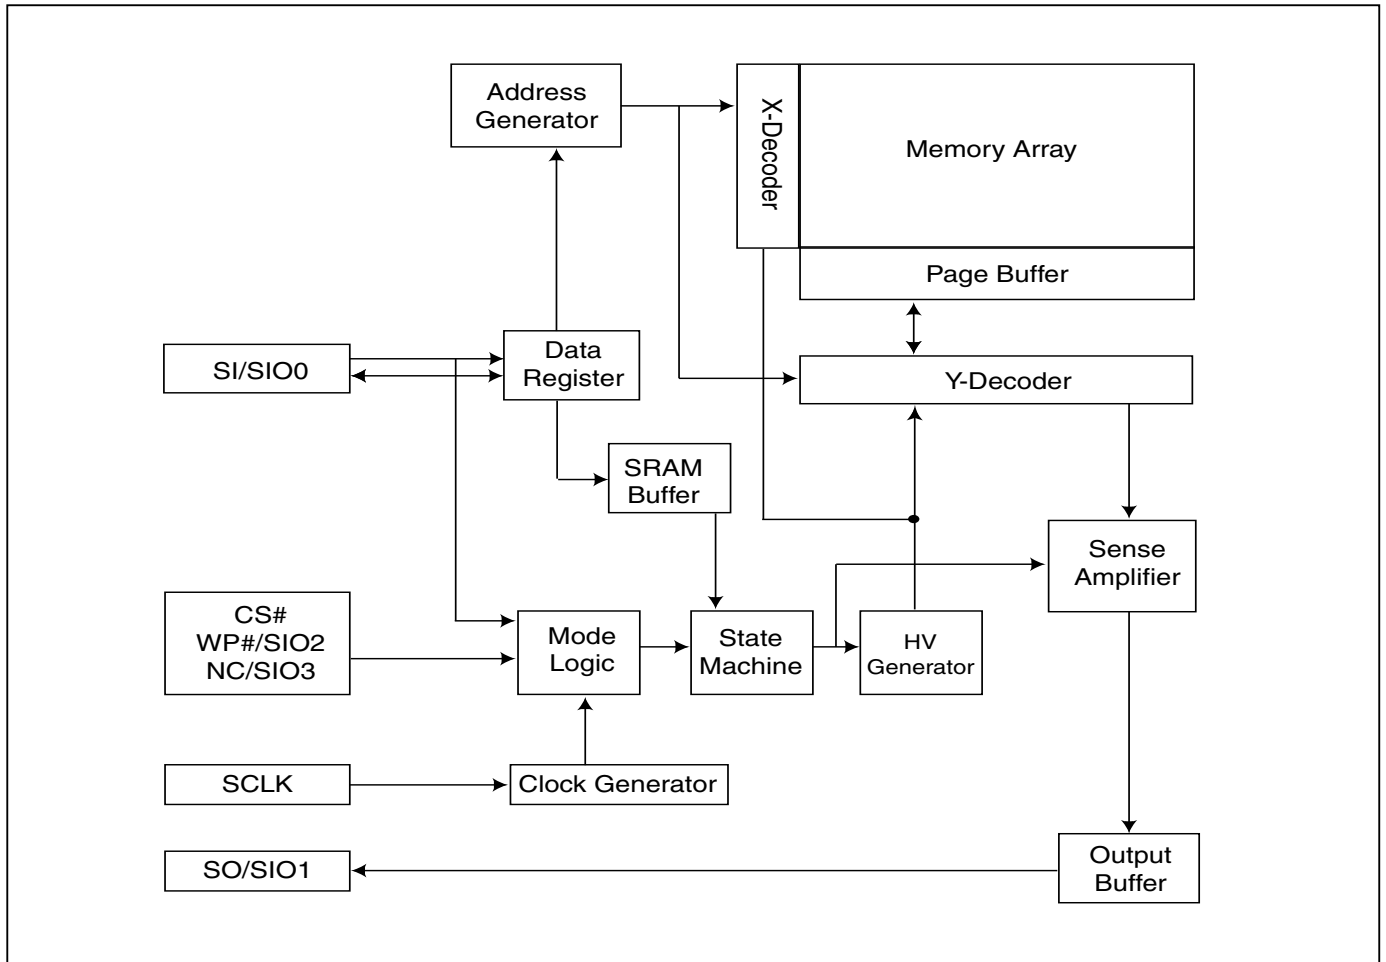 Address
Generator
X-Decoder
Memory Array
Page Buffer
SI/SIO0
Data
Register
Y-Decoder
SRAM
Buffer
Sense
Amplifier
CS#
WP#/SIO2
NC/SIO3
Mode
Logic
State
Machine
HV
Generator
SCLK
Clock Generator
SO/SIO1
Output
Buffer